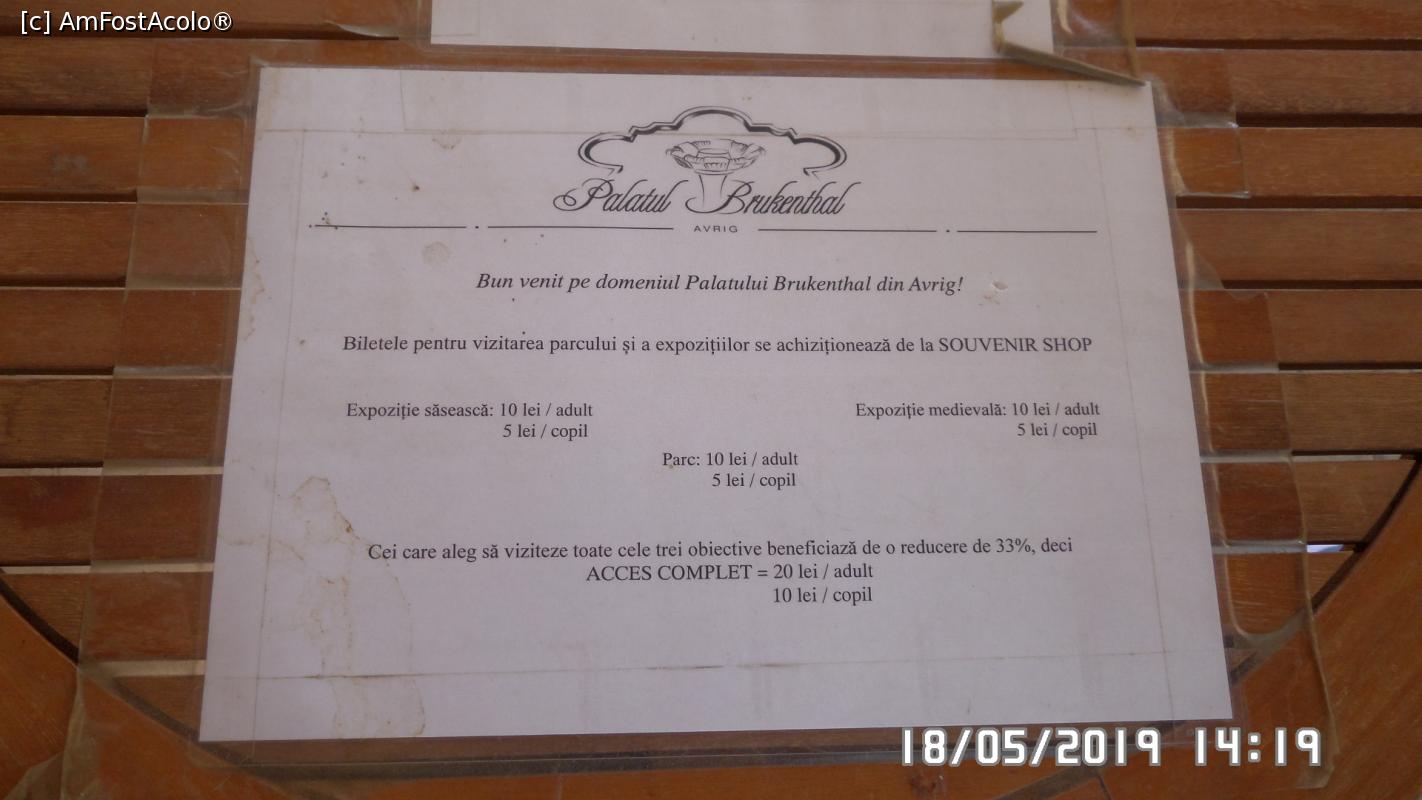 [c] AmFostAcolo®
Palatul Brukenthal
AVRIG
Bun venit pe domeniul Palatului Brukenthal din Avrig!
Biletele pentru vizitarea parcului și a expozițiilor se achiziționează de la SOUVENIR SHOP
Expoziție săsească: 10 lei / adult
5 lei / copil
Expoziție medievală: 10 lei / adult
5 lei / copil
Parc: 10 lei / adult
5 lei / copil
Cei care aleg să viziteze toate cele trei obiective beneficiază de o reducere de 33%, deci
ACCES COMPLET = 20 lei / adult
10 lei / copil
18/05/2019 14:19